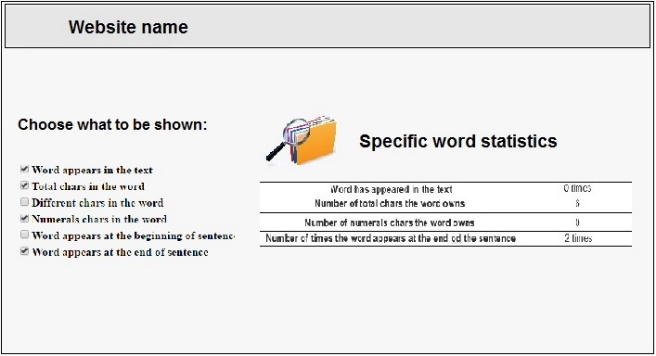 Website name
Choose what to be shown:
Word appears in the text
Total chars in the word
Different chars in the word
Numerals chars in the word
Word appears at the beginning of sentenc
Word appears at the end of sentence
Specific word statistics
Word has appeared in the text 0 times
Number of total chars the word owns 6
Number of numerals chars the word owns 0
Number of times the word appears at the end od the sentence 2 times